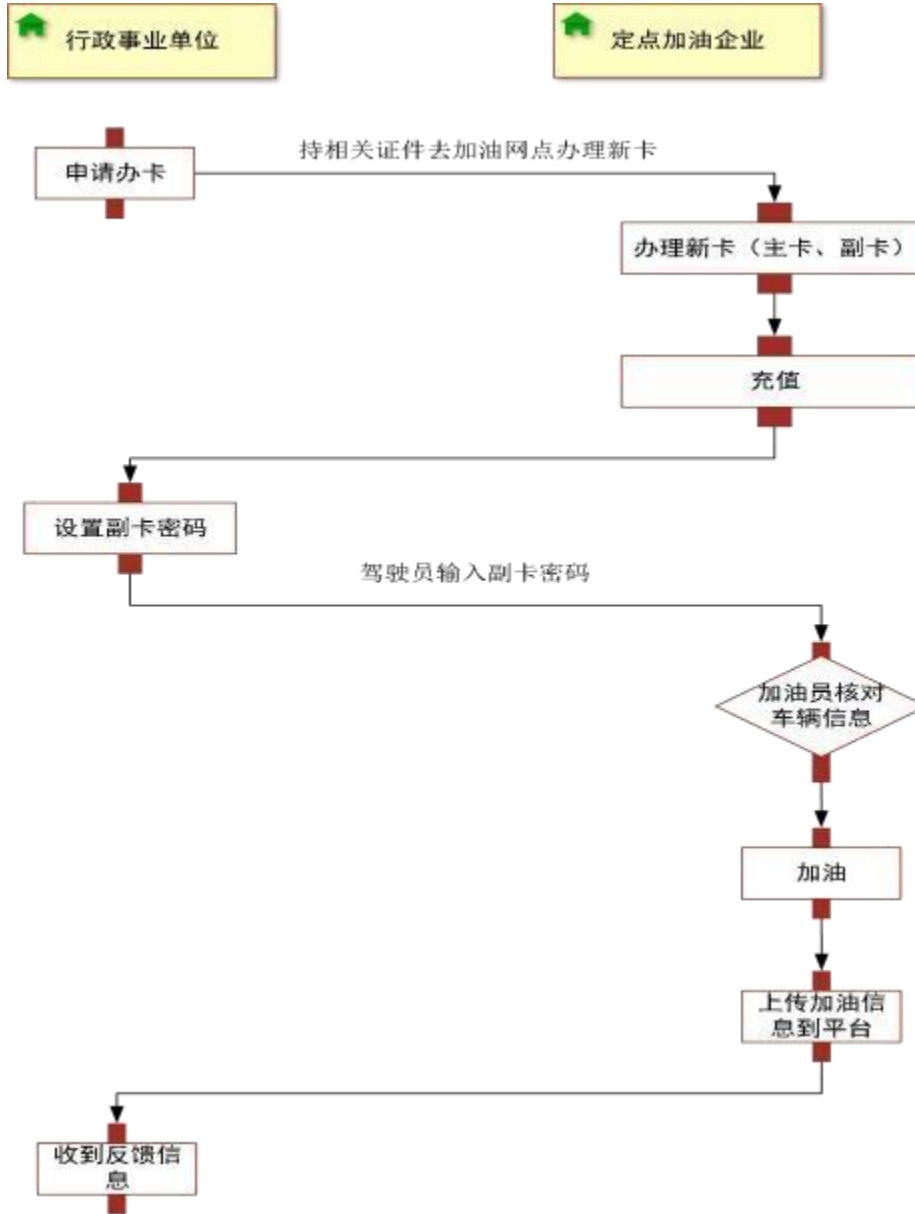 行政事业单位
定点加油企业
持相关证件去加油网点办理新卡
申请办卡
办理新卡（主卡、副卡）
充值
设置副卡密码
驾驶员输入副卡密码
加油员核对
车辆信息
加油
上传加油信
息到平台
收到反馈信
息